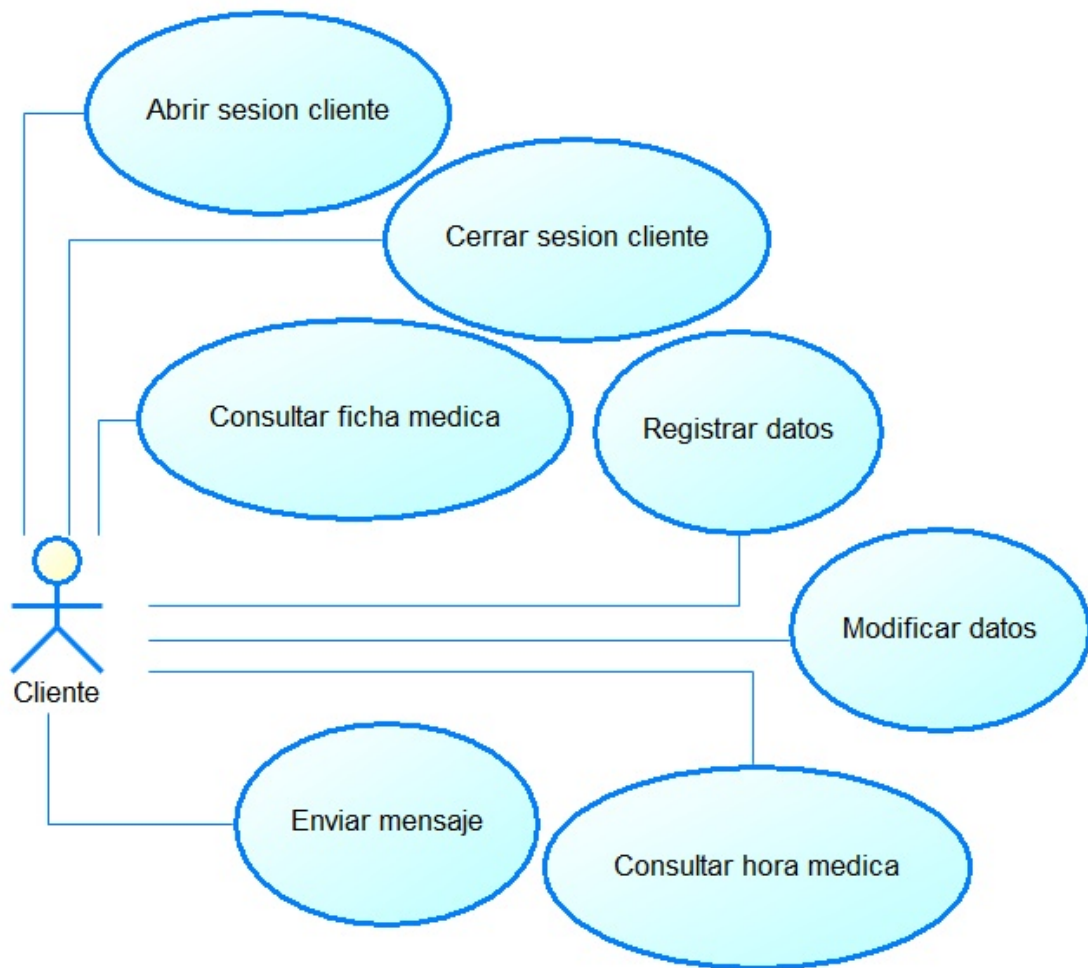 Abrir sesion cliente
Cerrar sesion cliente
Consultar ficha medica
Registrar datos
Modificar datos
Cliente
Enviar mensaje
Consultar hora medica